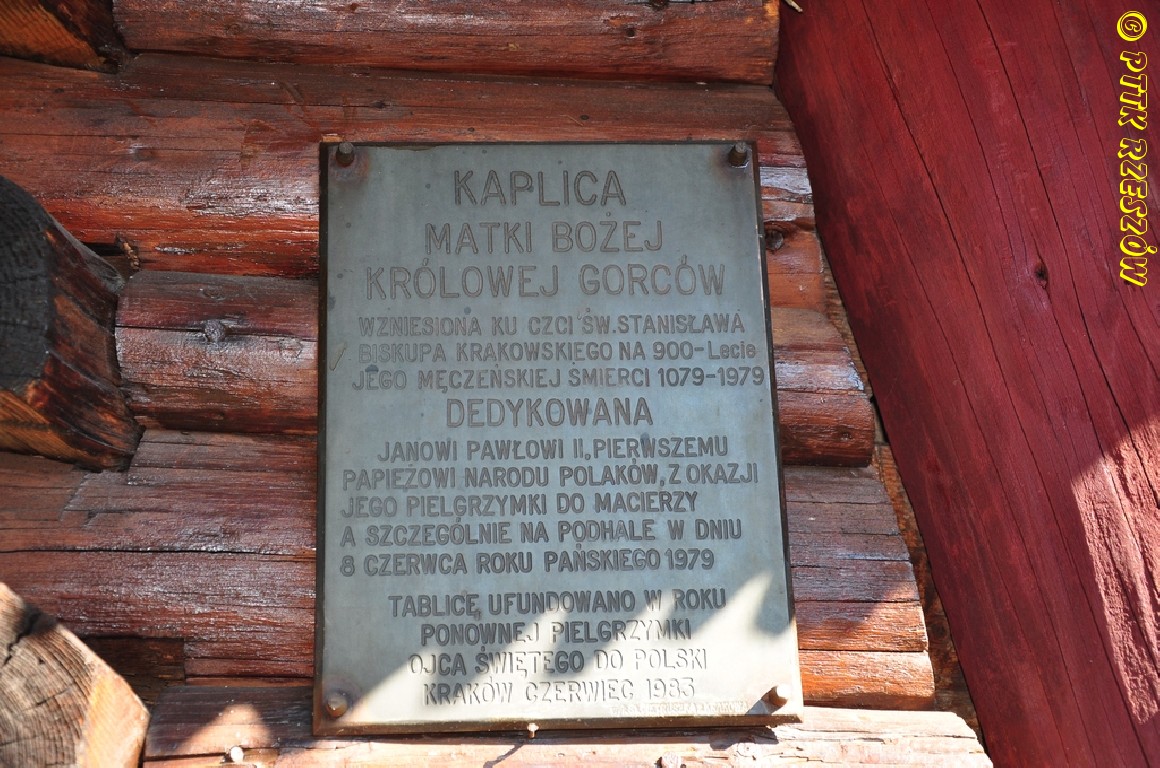 KAPLICA
MATKI BOŻEJ
KRÓLOWEJ GORCÓW
WZNIESIONA KU CZCI ŚW. STANISŁAWA
BISKUPA KRAKOWSKIEGO NA 900-Lecie
JEGO MĘCZEŃSKIEJ ŚMIERCI 1079-1979
DEDYKOWANA
JANOWI PAWŁOWI II. PIERWSZEMU
PAPIEŻOWI NARODU POLAKÓW, Z OKAZJI
JEGO PIELGRZYMKI DO MACIERZY
A SZCZEGÓLNIE NA PODHALE W DNIU
8 CZERWCA ROKU PAŃSKIEGO 1979
TABLICĘ UFUNDOWANO W ROKU
PONOWNEJ PIELGRZYMKI
OJCA ŚWIĘTEGO DO POLSKI
KRAKÓW CZERWIEC 1983
© PTTK RZESZÓW